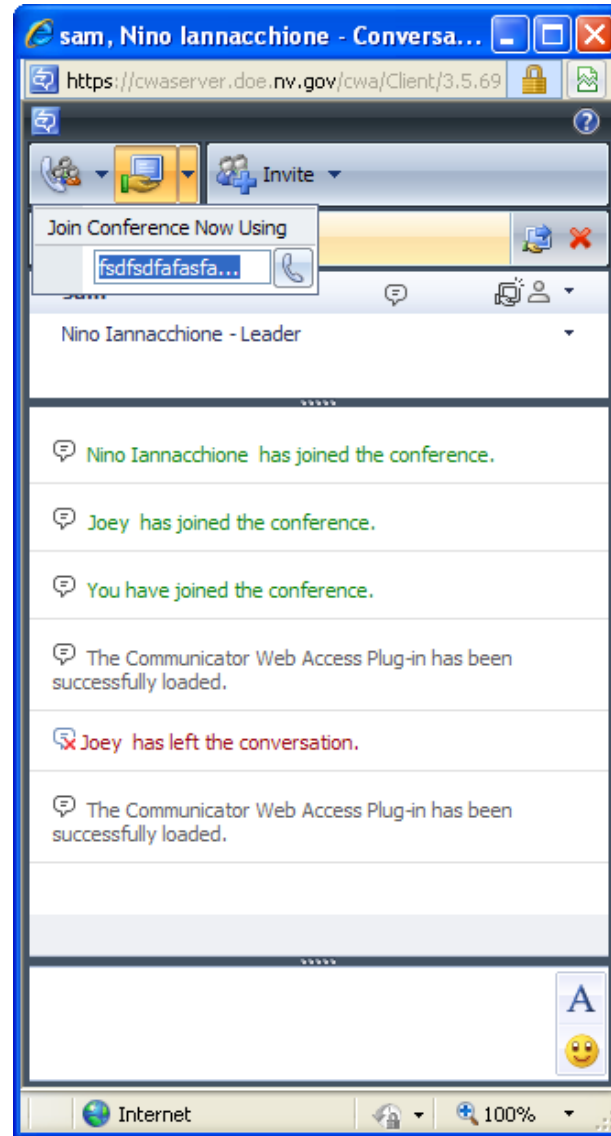 sam, Nino Iannacchione - Conversa...
https://cwaserver.doe.nv.gov/cwa/Client/3.5.69
Invite
Join Conference Now Using
fsdfsdfafasfa...
sam
Nino Iannacchione - Leader
Nino Iannacchione has joined the conference.
Joey has joined the conference.
You have joined the conference.
The Communicator Web Access Plug-in has been
successfully loaded.
Joey has left the conversation.
The Communicator Web Access Plug-in has been
successfully loaded.
A
Internet
100%